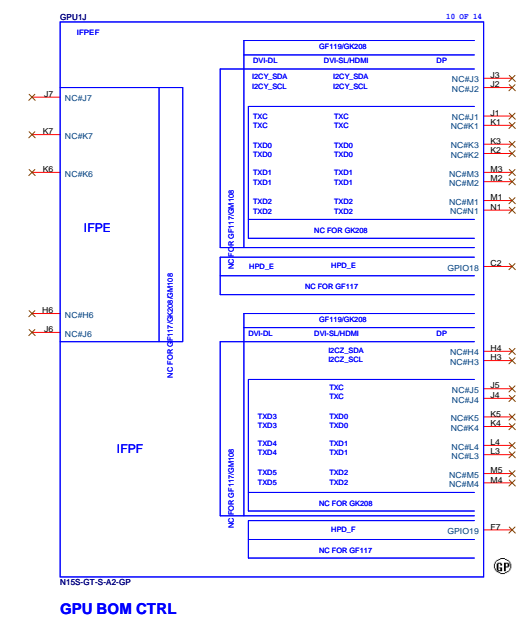 GPU1J
10 OF 14
IFPEF
GF119/GK208
DVI-DL DVI-SL/HDMI DP
I2CY_SDA I2CY_SDA NC#J3 J3
I2CY_SCL I2CY_SCL NC#J2 J2
J7 NC#J7
TXC TXC NC#J1 J1
TXC TXC NC#K1 K1
K7 NC#K7
TXD0 TXD0 NC#K3 K3
TXD0 TXD0 NC#K2 K2
K6 NC#K6
TXD1 TXD1 NC#M3 M3
TXD1 TXD1 NC#M2 M2
TXD2 TXD2 NC#M1 M1
TXD2 TXD2 NC#N1 N1
NC FOR GK208
IFPE
NC FOR GF117/GM108
HPD_E HPD_E GPIO18 C2
NC FOR GF117
NC FOR GF117/GK208/GM108
H6 NC#H6
J6 NC#J6
GF119/GK208
DVI-DL DVI-SL/HDMI DP
I2CZ_SDA NC#H4 H4
I2CZ_SCL NC#H3 H3
TXC NC#J5 J5
TXC NC#J4 J4
TXD3 TXD0 NC#K5 K5
TXD3 TXD0 NC#K4 K4
IFPF
TXD4 TXD1 NC#L4 L4
TXD4 TXD1 NC#L3 L3
TXD5 TXD2 NC#M5 M5
TXD5 TXD2 NC#M4 M4
NC FOR GK208
NC FOR GF117/GM108
HPD_F GPIO19 F7
NC FOR GF117
GP
N15S-GT-S-A2-GP
GPU BOM CTRL